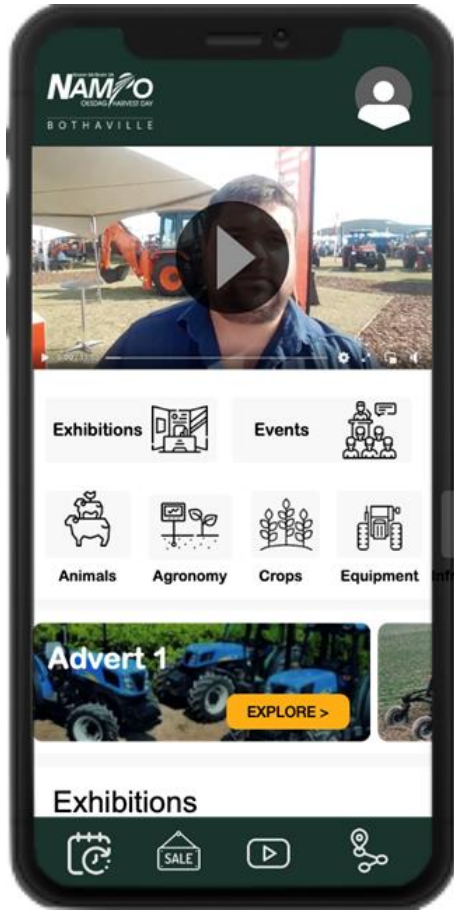 NAMPO
OESDAG HARVEST DAY
BOTHAVILLE
Exhibitions
Events
Animals
Agronomy
Crops
Equipment
Advert 1
EXPLORE >
Exhibitions
SALE